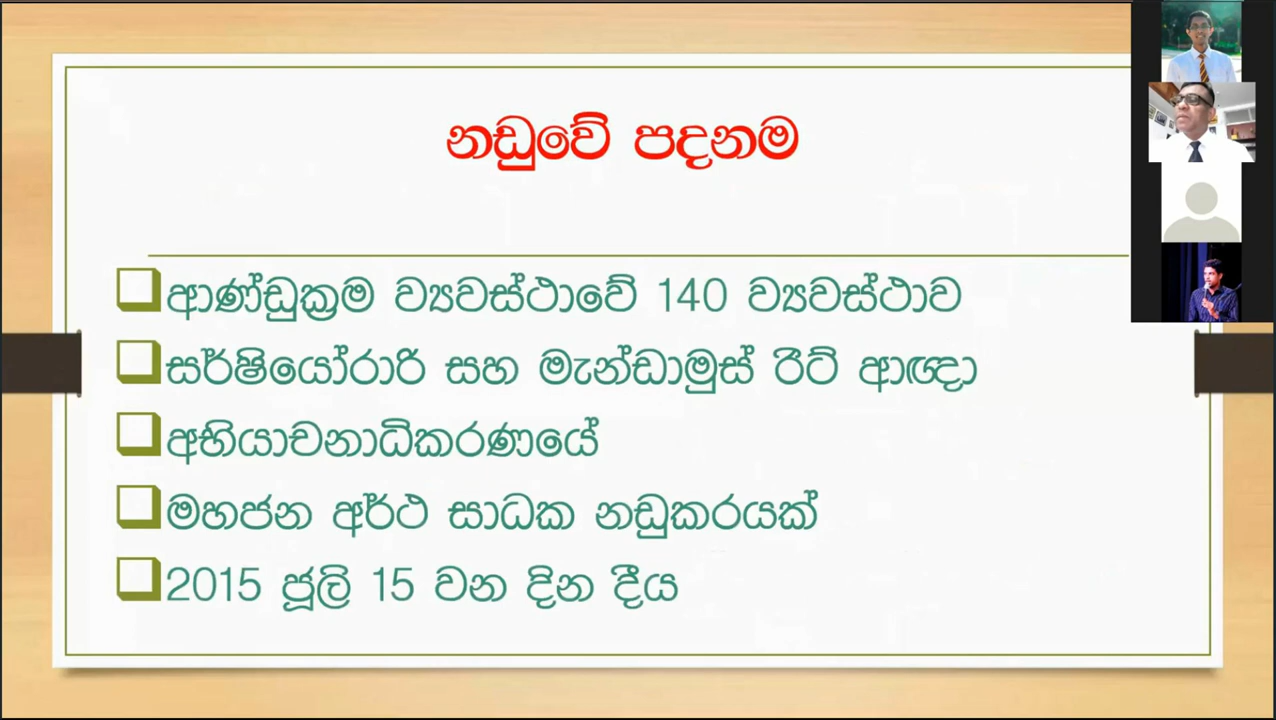 නඩුවේ පදනම
ආණ්ඩුක්‍රම ව්‍යවස්ථාවේ 140 ව්‍යවස්ථාව
සර්ෂියෝරාරි සහ මැන්ඩාමුස් රිට් ආඥා
අභියාචනාධිකරණයේ
මහජන අර්ථ සාධක නඩුකරයක්
2015 ජූලි 15 වන දින දීය